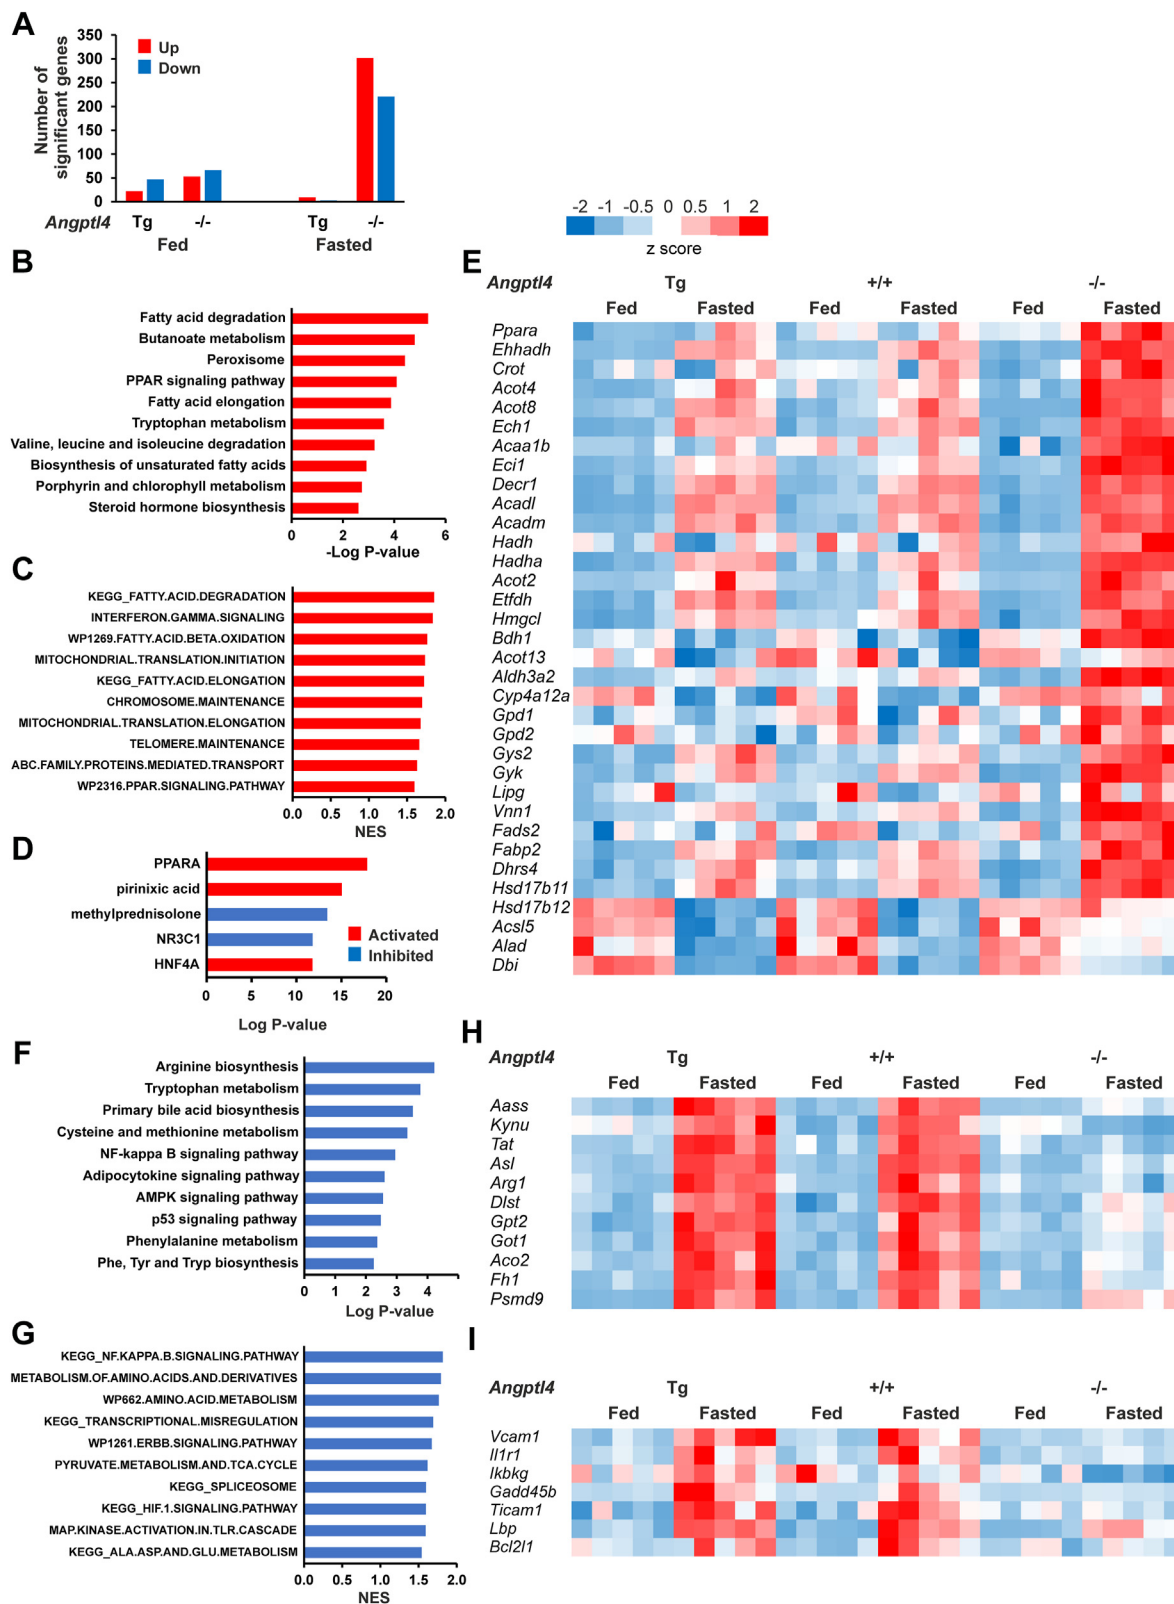 A
Number of
significant genes
350
300
250
200
150
100
50
0
Up
Down
Angptl4 Tg -/- Tg -/-
Fed Fasted
-2 -1 -0.5 0 0.5 1 2
z score
B
Fatty acid degradation
Butanoate metabolism
Peroxisome
PPAR signaling pathway
Fatty acid elongation
Tryptophan metabolism
Valine, leucine and isoleucine degradation
Biosynthesis of unsaturated fatty acids
Porphyrin and chlorophyll metabolism
Steroid hormone biosynthesis
0 2 4 6
-Log P-value
C
KEGG_FATTY.ACID.DEGRADATION
INTERFERON.GAMMA.SIGNALING
WP1269.FATTY.ACID.BETA.OXIDATION
MITOCHONDRIAL.TRANSLATION.INITIATION
KEGG_FATTY.ACID.ELONGATION
CHROMOSOME.MAINTENANCE
MITOCHONDRIAL.TRANSLATION.ELONGATION
TELOMERE.MAINTENANCE
ABC.FAMILY.PROTEINS.MEDIATED.TRANSPORT
WP2316.PPAR.SIGNALING.PATHWAY
0.0 0.5 1.0 1.5 2.0
NES
D
PPARA
pirinixic acid
methylprednisolone
NR3C1
HNF4A
Activated
Inhibited
0 5 10 15 20
Log P-value
E
Angptl4 Tg +/+ -/-
Fed Fasted Fed Fasted Fed Fasted
Ppara
Ehhadh
Crot
Acot4
Acot8
Ech1
Acaa1b
Eci1
Decr1
Acadl
Acadm
Hadh
Hadha
Acot2
Etfdh
Hmgcl
Bdh1
Acot13
Aldh3a2
Cyp4a12a
Gpd1
Gpd2
Gys2
Gyk
Lipg
Vnn1
Fads2
Fabp2
Dhrs4
Hsd17b11
Hsd17b12
Acsl5
Alad
Dbi
F
Arginine biosynthesis
Tryptophan metabolism
Primary bile acid biosynthesis
Cysteine and methionine metabolism
NF-kappa B signaling pathway
Adipocytokine signaling pathway
AMPK signaling pathway
p53 signaling pathway
Phenylalanine metabolism
Phe, Tyr and Tryp biosynthesis
0 1 2 3 4
Log P-value
G
KEGG_NF.KAPPA.B.SIGNALING.PATHWAY
METABOLISM.OF.AMINO.ACIDS.AND.DERIVATIVES
WP662.AMINO.ACID.METABOLISM
KEGG_TRANSCRIPTIONAL.MISREGULATION
WP1261.ERBB.SIGNALING.PATHWAY
PYRUVATE.METABOLISM.AND.TCA.CYCLE
KEGG_SPLICEOSOME
KEGG_HIF.1.SIGNALING.PATHWAY
MAP.KINASE.ACTIVATION.IN.TLR.CASCADE
KEGG_ALA.ASP.AND.GLU.METABOLISM
0.0 0.5 1.0 1.5 2.0
NES
H
Angptl4 Tg +/+ -/-
Fed Fasted Fed Fasted Fed Fasted
Aass
Kynu
Tat
Asl
Arg1
Dlst
Gpt2
Got1
Aco2
Fh1
Psmd9
I
Angptl4 Tg +/+ -/-
Fed Fasted Fed Fasted Fed Fasted
Vcam1
Il1r1
Ikbkg
Gadd45b
Ticam1
Lbp
Bcl2l1